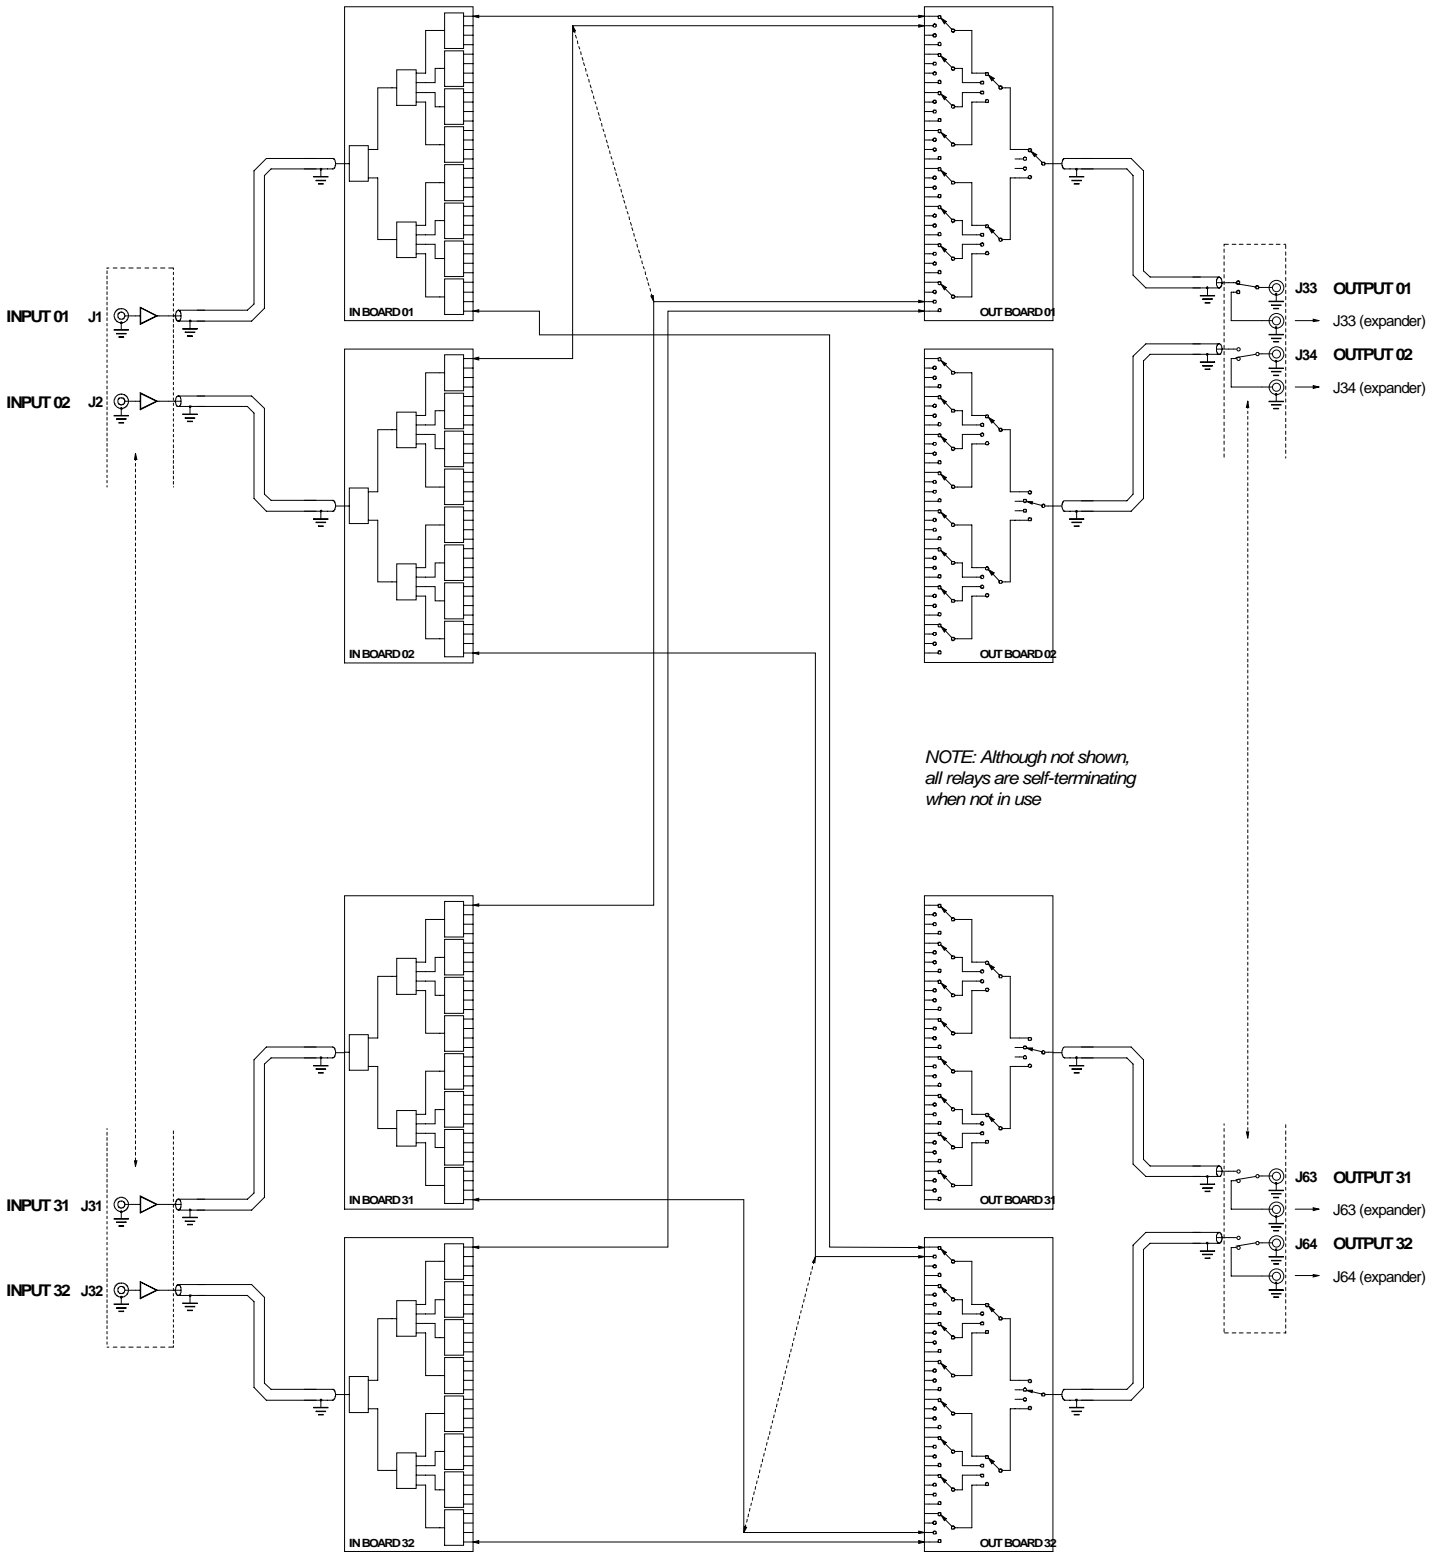 IN BOARD 01
OUT BOARD 01
INPUT 01 J1
J33 OUTPUT 01
J33 (expander)
J34 OUTPUT 02
J34 (expander)
INPUT 02 J2
IN BOARD 02
OUT BOARD 02
NOTE: Although not shown,
all relays are self-terminating
when not in use
IN BOARD 31
OUT BOARD 31
INPUT 31 J31
J63 OUTPUT 31
J63 (expander)
J64 OUTPUT 32
J64 (expander)
INPUT 32 J32
IN BOARD 32
OUT BOARD 32